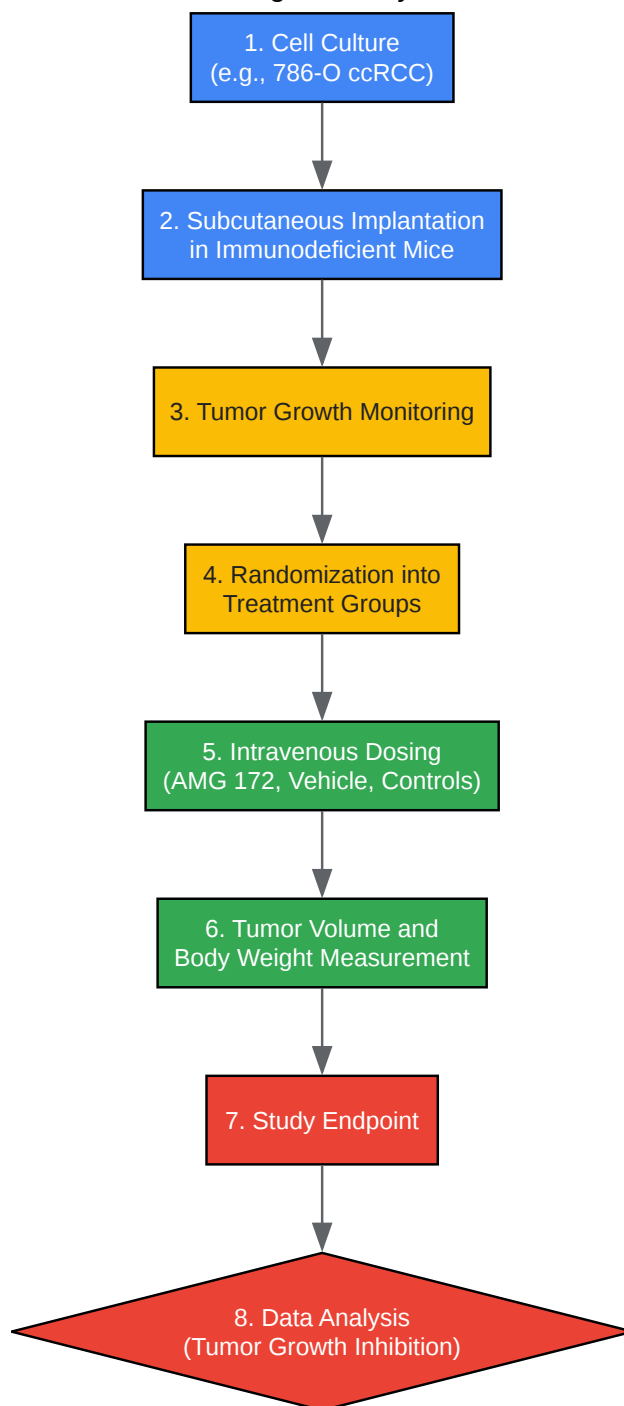 1. Cell Culture
(e.g., 786-O ccRCC)
2. Subcutaneous Implantation
in Immunodeficient Mice
3. Tumor Growth Monitoring
4. Randomization into
Treatment Groups
5. Intravenous Dosing
(AMG 172, Vehicle, Controls)
6. Tumor Volume and
Body Weight Measurement
7. Study Endpoint
8. Data Analysis
(Tumor Growth Inhibition)